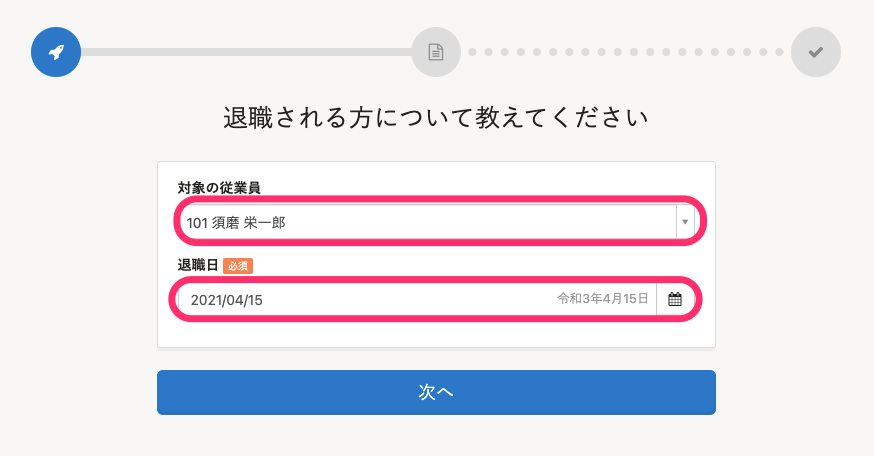 退職される方について教えてください
対象の従業員
101 須磨 栄一郎
退職日 必須
2021/04/15 令和3年4月15日
次へ